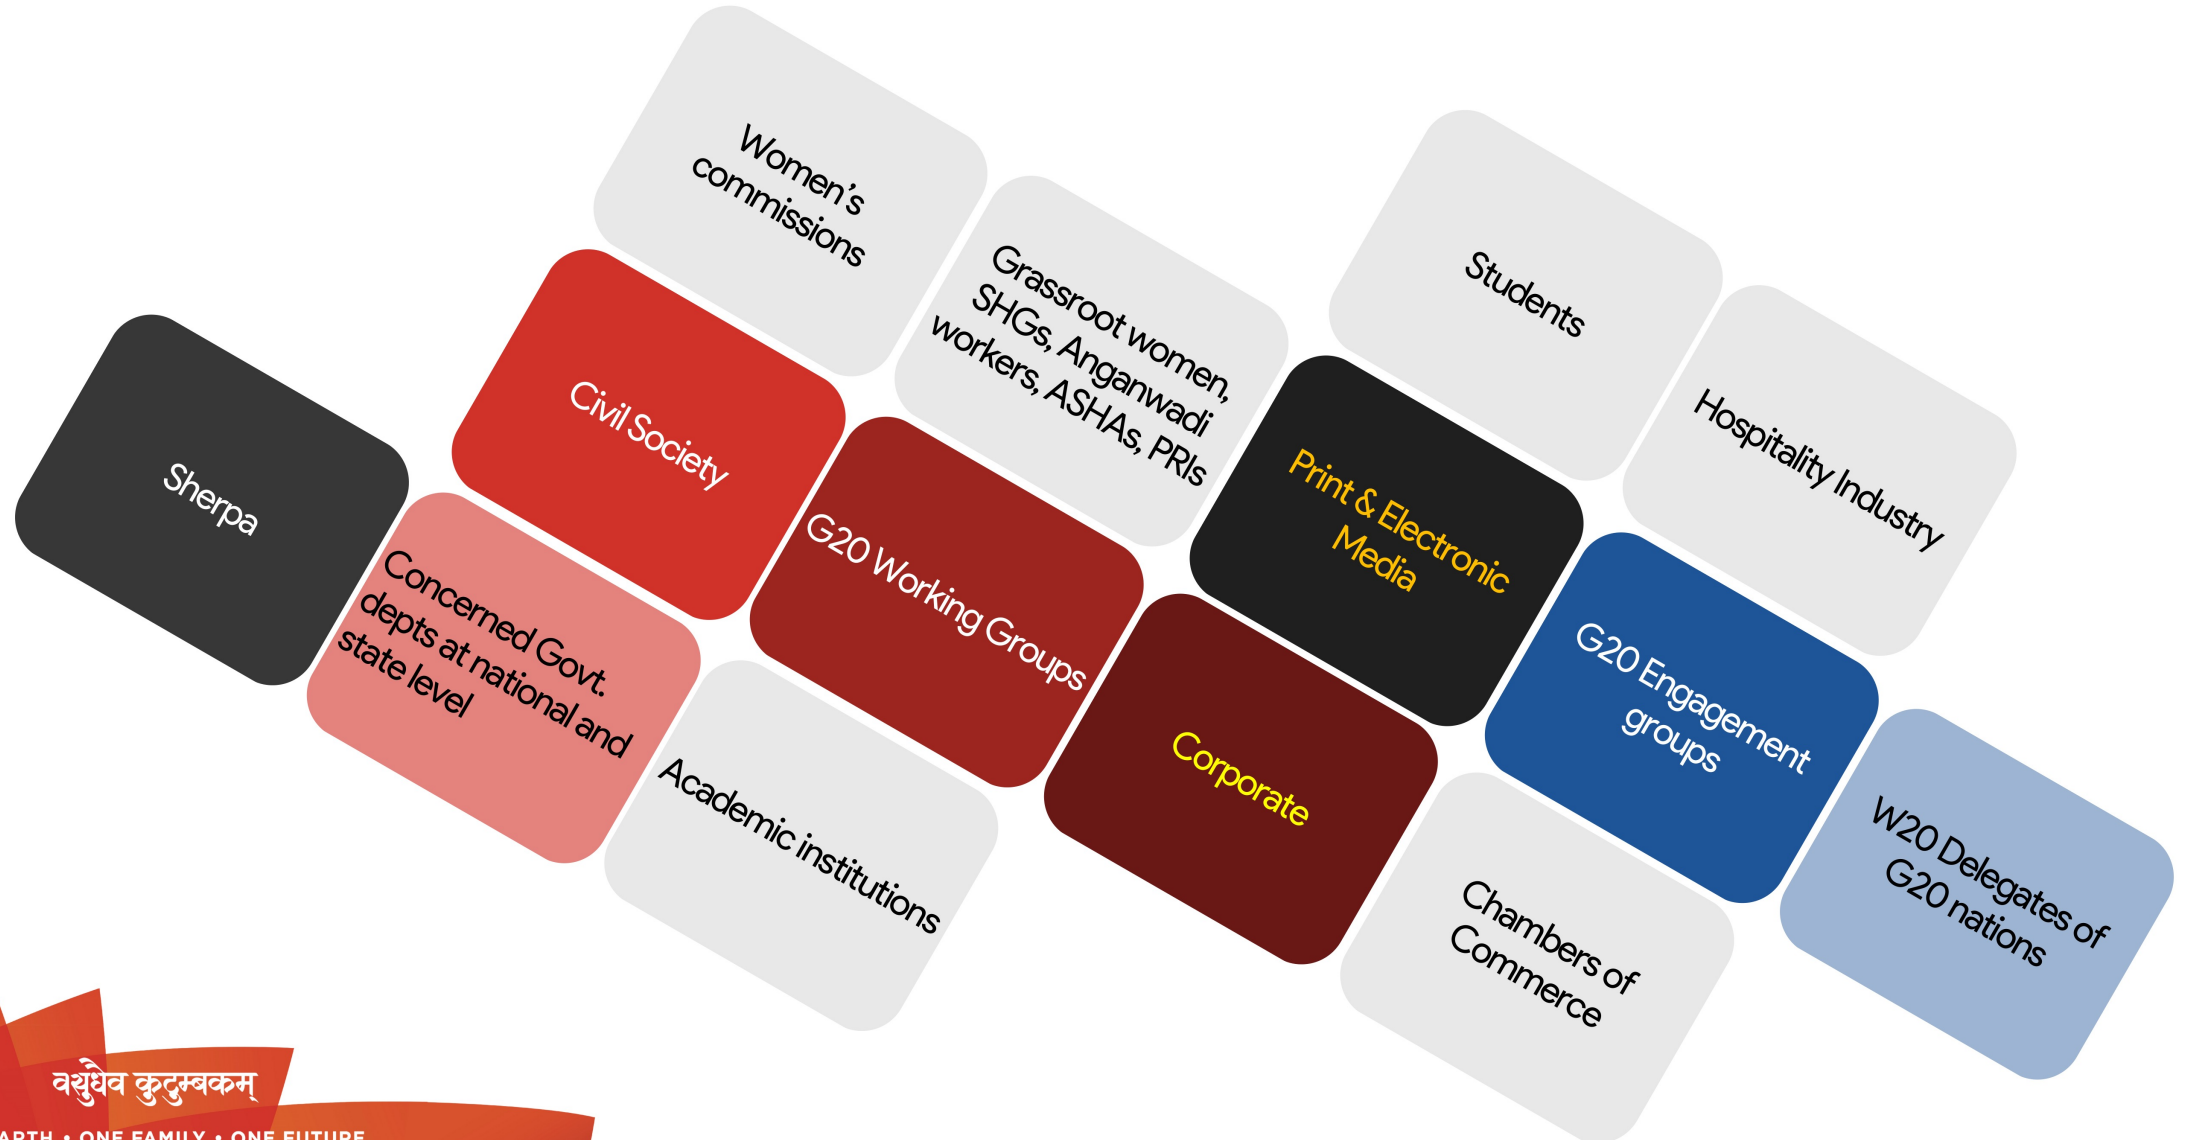 Women's
commissions
Grassroot women,
SHGs, Anganwadi
workers, ASHAs, PRIs
Students
Hospitality Industry
Sherpa
Civil Society
G20 Working Groups
Print & Electronic
Media
G20 Engagement
groups
Concerned Govt.
depts at national and
state level
Academic institutions
Corporate
Chambers of
Commerce
W20 Delegates of
G20 nations
वसुधैव कुटुम्बकम्
• ONE FAMILY • ONE FUTURE